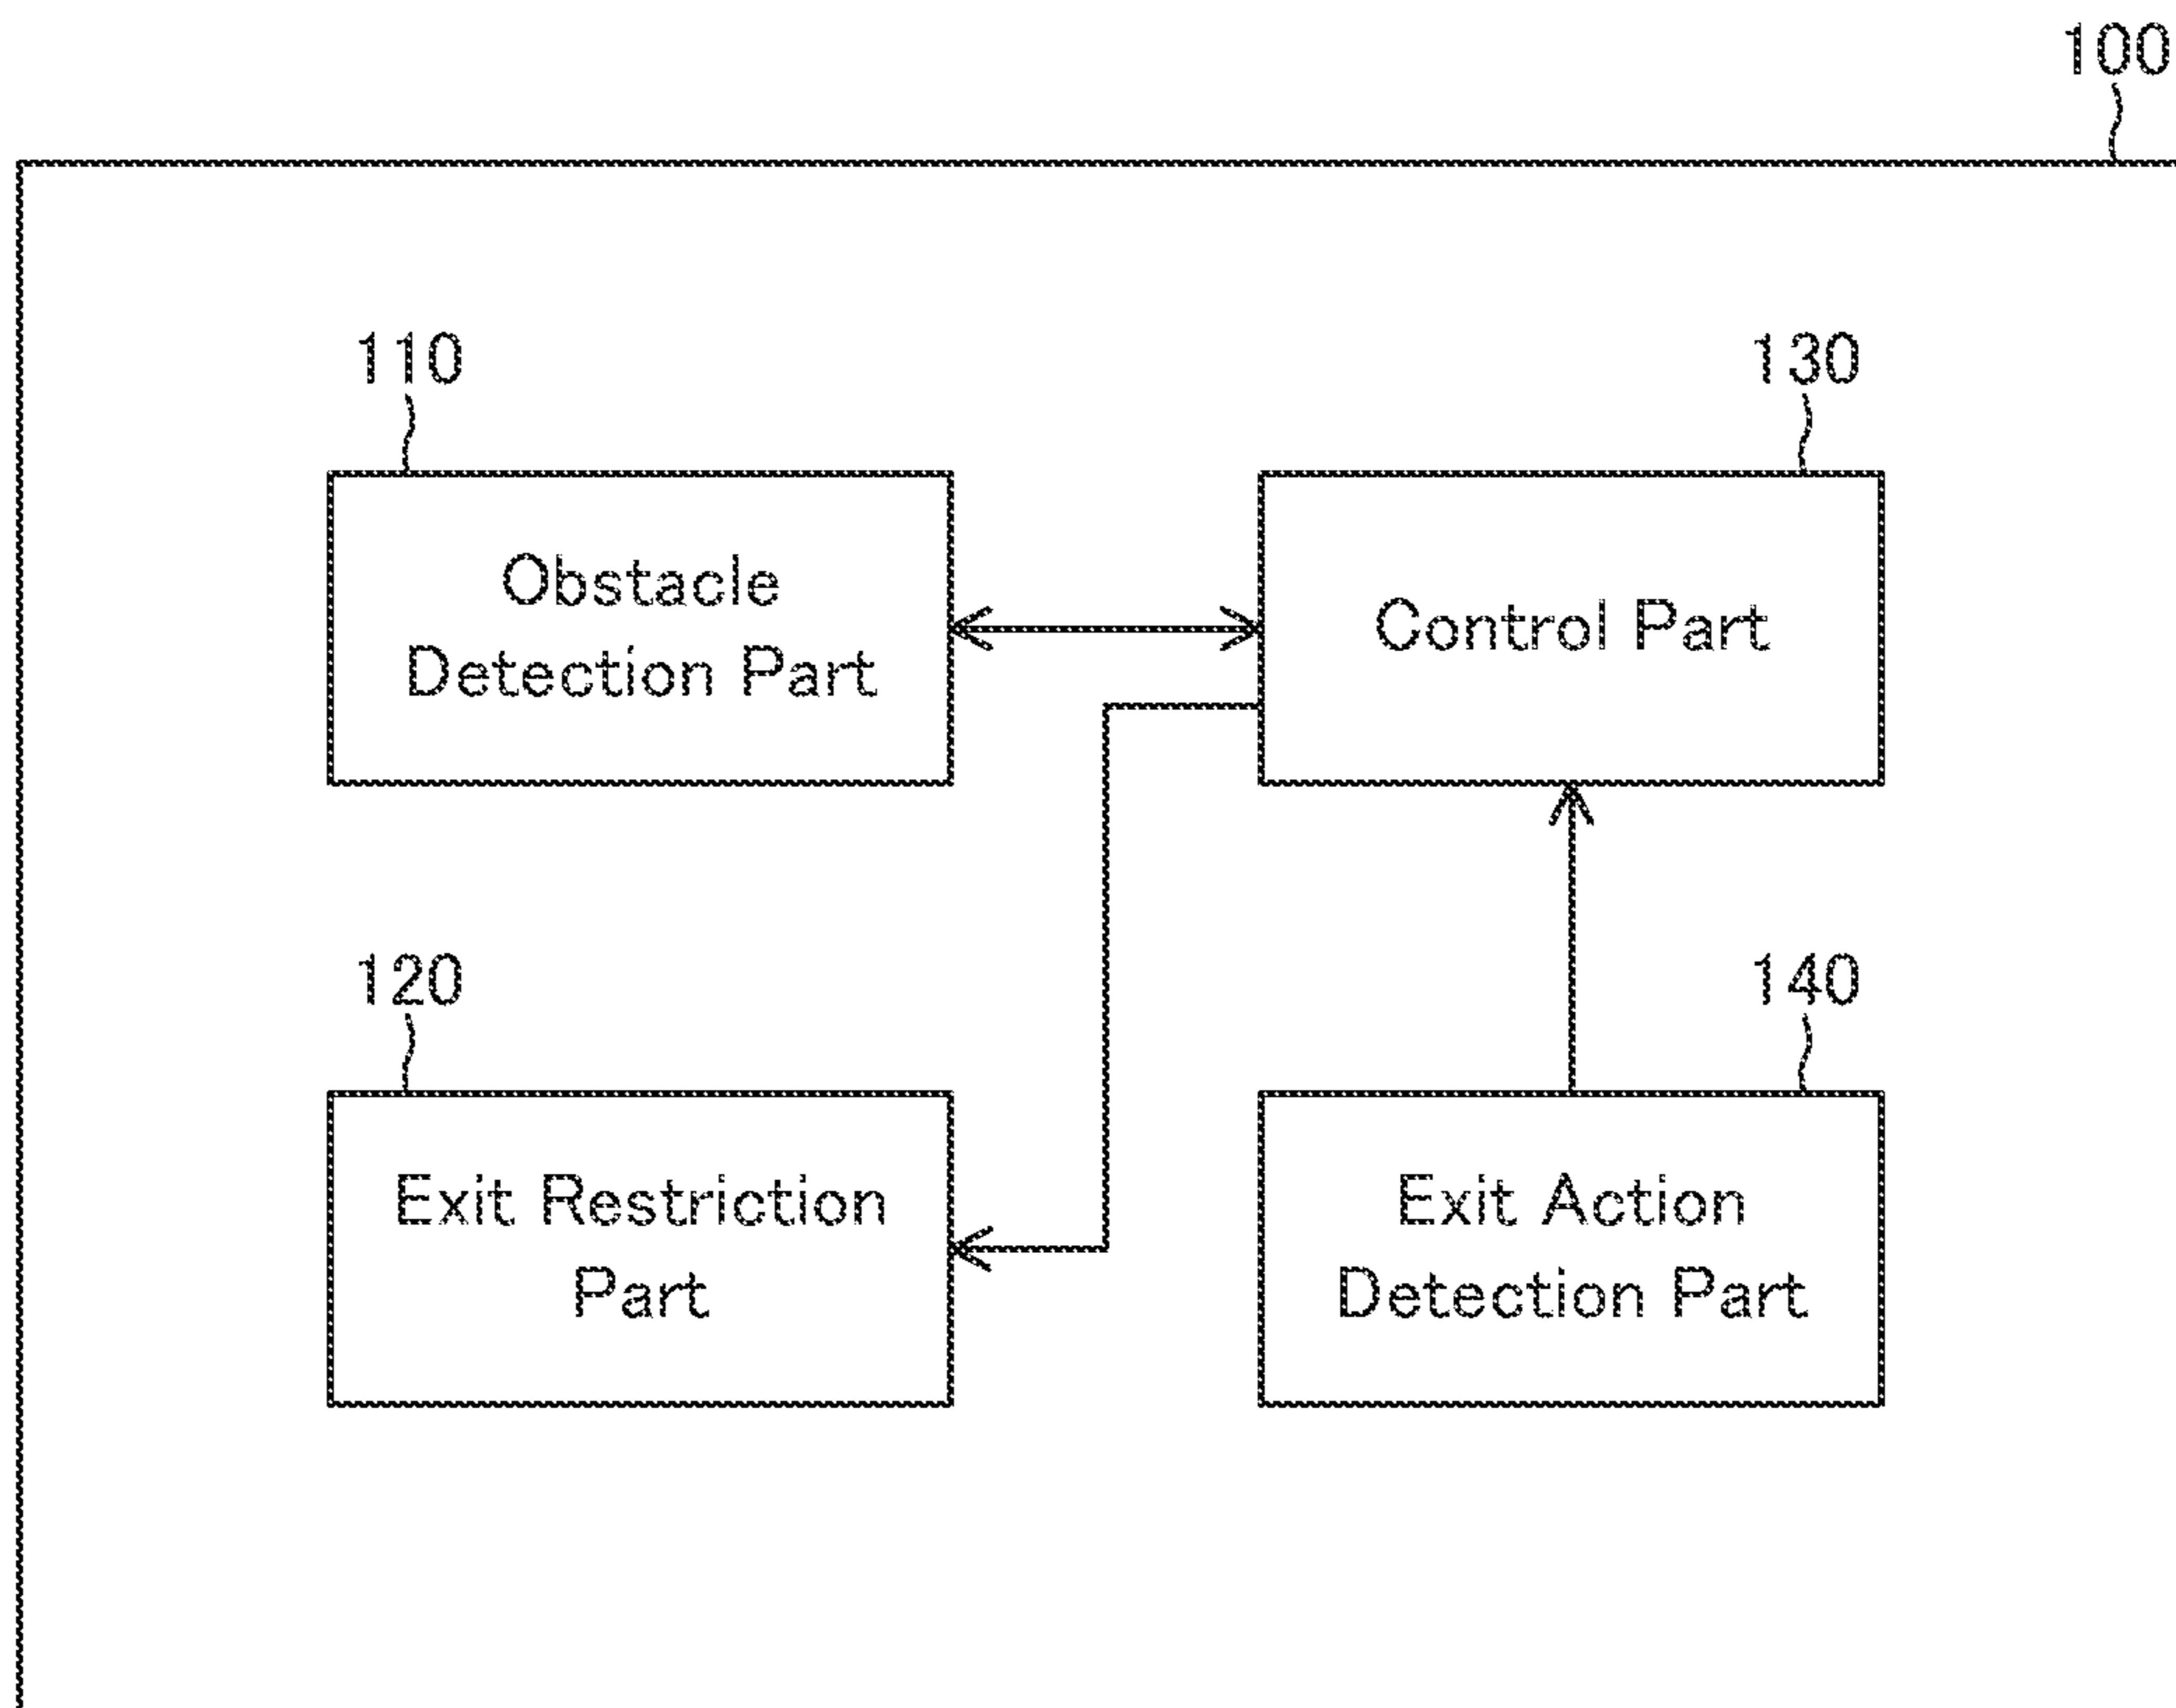 100
110
130
Obstacle
Detection Part
Control Part
120
140
Exit Restriction
Part
Exit Action
Detection Part